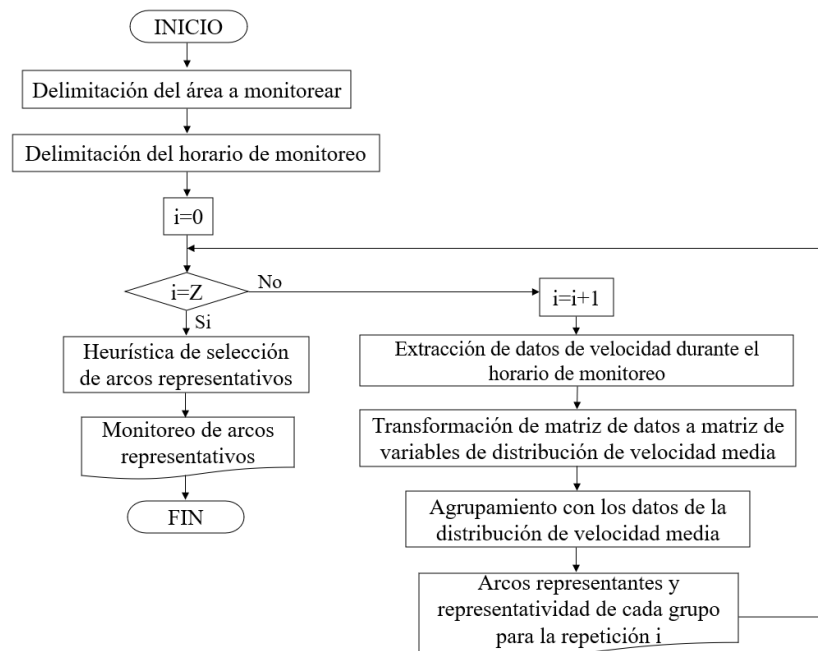 INICIO
Delimitación del área a monitorear
Delimitación del horario de monitoreo
i=0
i=Z
No
Si
Heurística de selección
de arcos representativos
Monitoreo de arcos
representativos
FIN
i=i+1
Extracción de datos de velocidad durante el
horario de monitoreo
Transformación de matriz de datos a matriz de
variables de distribución de velocidad media
Agrupamiento con los datos de la
distribución de velocidad media
Arcos representantes y
representatividad de cada grupo
para la repetición i